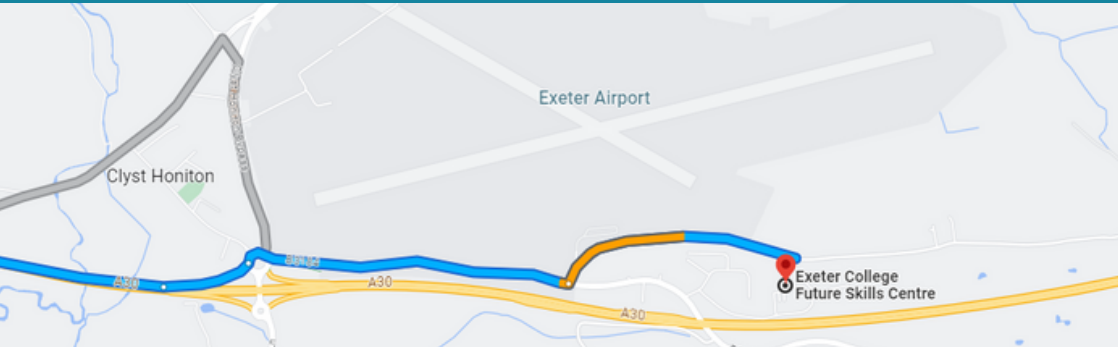 Exeter Airport
Clyst Honiton
A30
A30
Exeter College
Future Skills Centre
A30